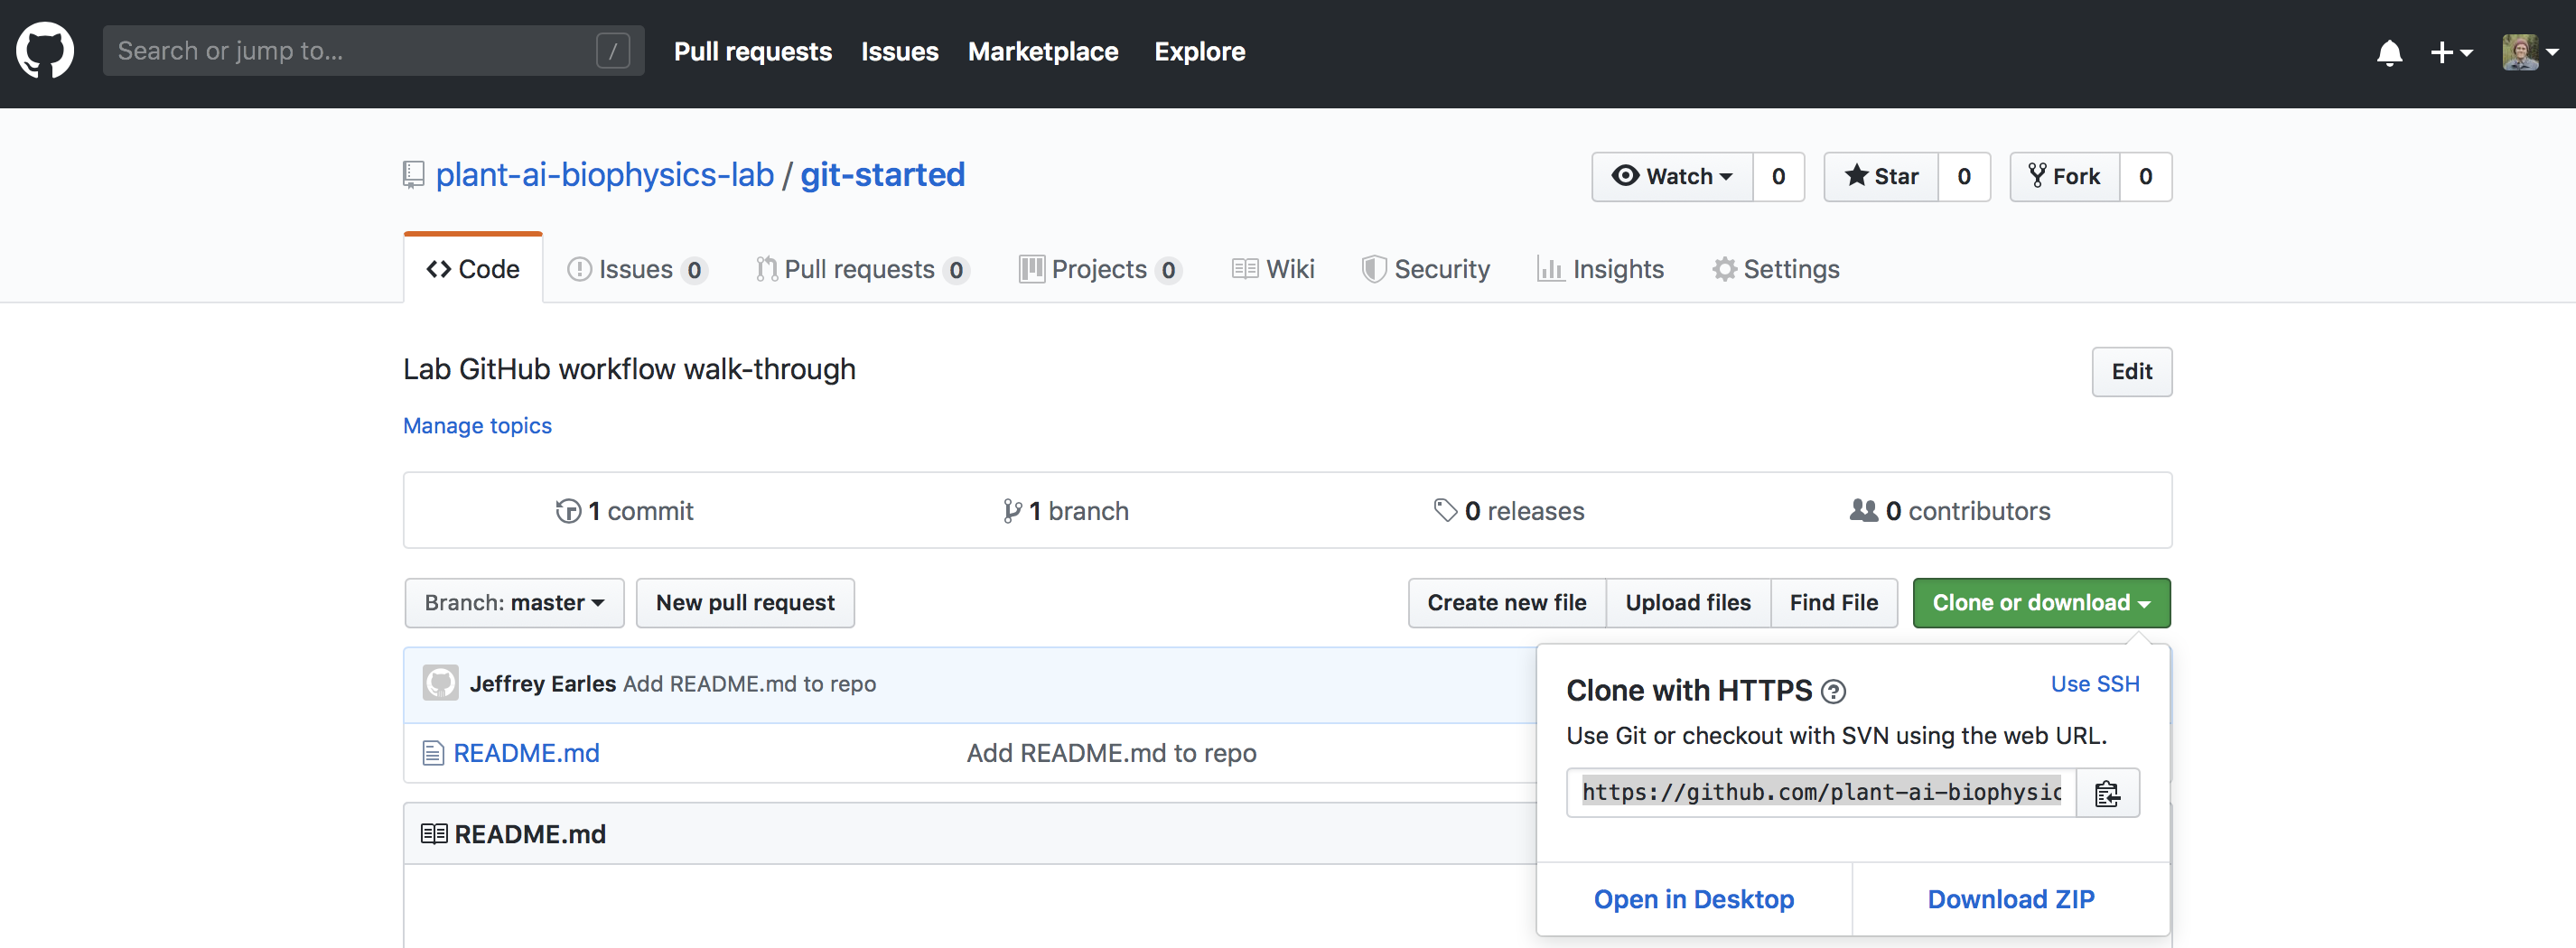 Search or jump to... /
Pull requests Issues Marketplace Explore
plant-ai-biophysics-lab / git-started
Watch 0 Star 0 Fork 0
Code Issues 0 Pull requests 0 Projects 0 Wiki Security Insights Settings
Lab GitHub workflow walk-through
Edit
Manage topics
1 commit 1 branch 0 releases 0 contributors
Branch: master New pull request Create new file Upload files Find File Clone or download
Jeffrey Earles Add README.md to repo
README.md Add README.md to repo
README.md
Clone with HTTPS ?
Use SSH
Use Git or checkout with SVN using the web URL.
https://github.com/plant-ai-biophysic
Open in Desktop Download ZIP